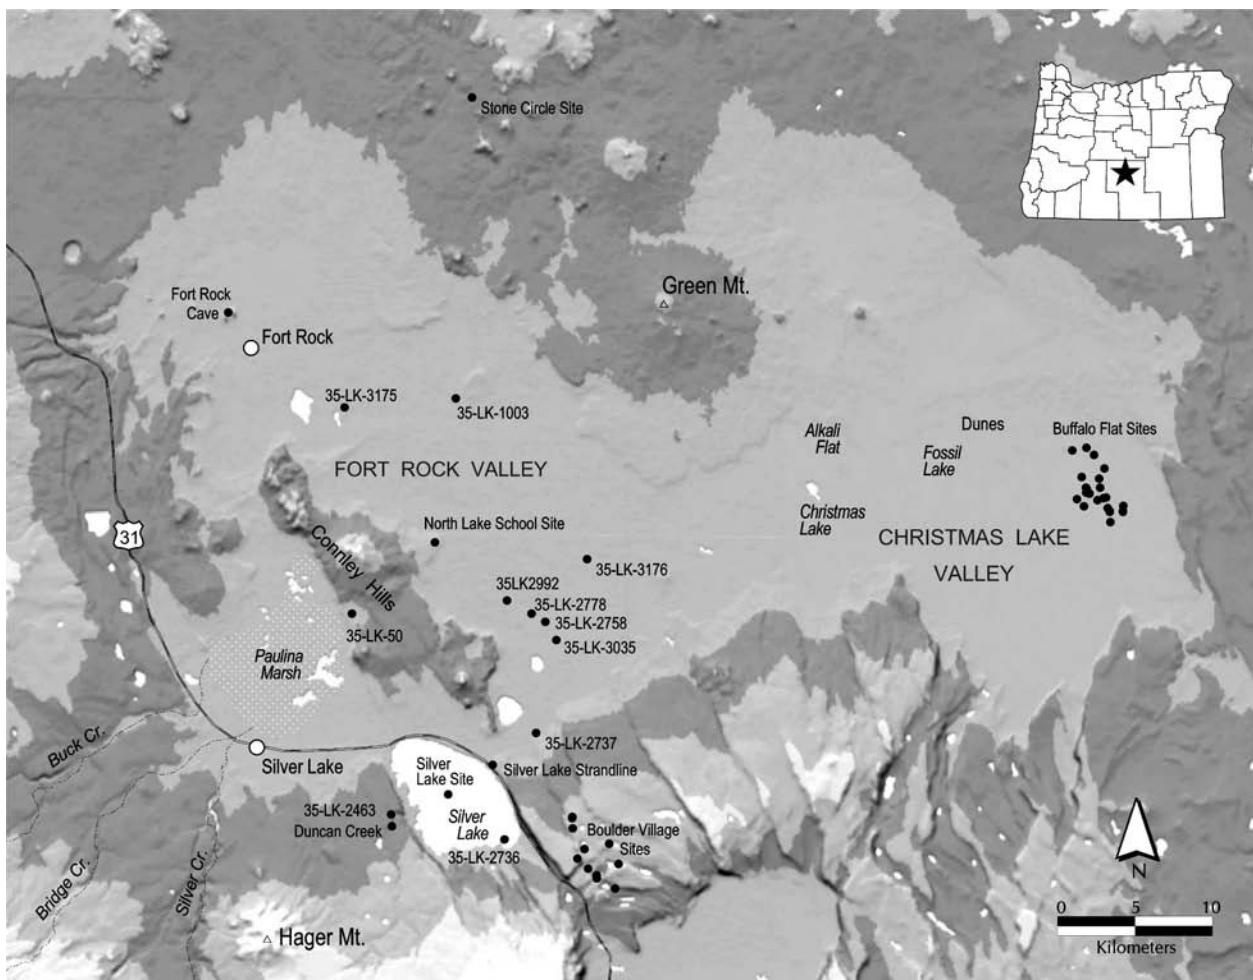 Stone Circle Site
Green Mt.
Fort Rock
Cave
Fort Rock
35-LK-3175
35-LK-1003
Alkali
Flat
Dunes
Fossil
Lake
Buffalo Flat Sites
FORT ROCK VALLEY
Christmas
Lake
CHRISTMAS LAKE
VALLEY
North Lake School Site
31
Connley Hills
35-LK-3176
35LK2992
35-LK-2778
35-LK-2758
35-LK-3035
35-LK-50
Paulina
Marsh
Buck Cr.
35-LK-2737
Silver Lake
Silver
Lake Site
Silver Lake Strandline
35-LK-2463
Duncan Creek
Silver
Lake
35-LK-2736
Boulder Village
Sites
Bridge Cr.
Silver Cr.
Hager Mt.
N
0 5 10
Kilometers